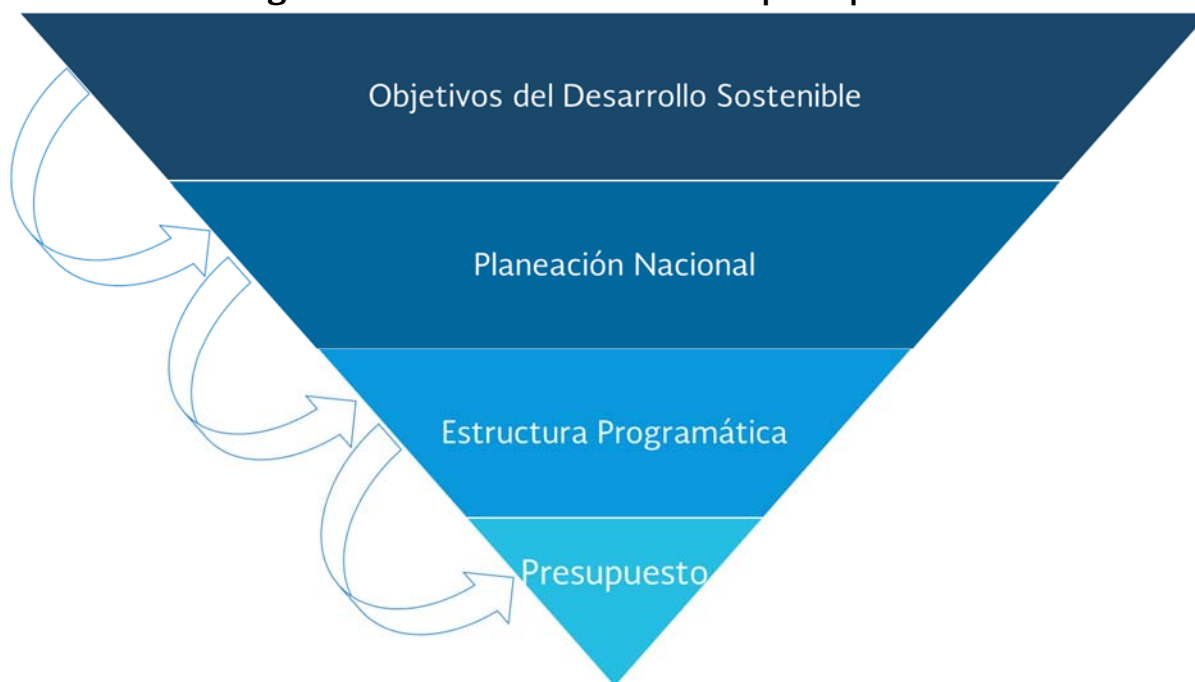 Objetivos del Desarrollo Sostenible
Planeación Nacional
Estructura Programática
Presupuesto